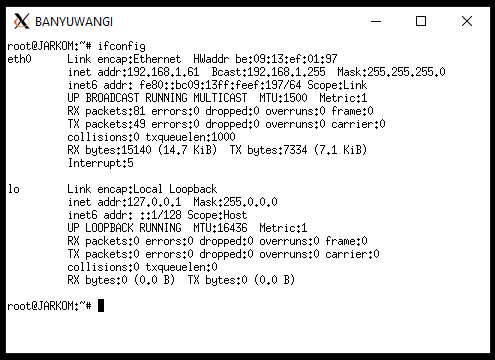 BANYUWANGI
root@JARKOM:~# ifconfig
eth0      Link encap:Ethernet  HWaddr be:09:13:ef:01:97
          inet addr:192.168.1.61  Bcast:192.168.1.255  Mask:255.255.255.0
          inet6 addr: fe80::bc09:13ff:feef:197/64 Scope:Link
          UP BROADCAST RUNNING MULTICAST  MTU:1500  Metric:1
          RX packets:81 errors:0 dropped:0 overruns:0 frame:0
          TX packets:49 errors:0 dropped:0 overruns:0 carrier:0
          collisions:0 txqueuelen:1000
          RX bytes:15140 (14.7 KiB)  TX bytes:7334 (7.1 KiB)
          Interrupt:5
lo        Link encap:Local Loopback
          inet addr:127.0.0.1  Mask:255.0.0.0
          inet6 addr: ::1/128 Scope:Host
          UP LOOPBACK RUNNING  MTU:16436  Metric:1
          RX packets:0 errors:0 dropped:0 overruns:0 frame:0
          TX packets:0 errors:0 dropped:0 overruns:0 carrier:0
          collisions:0 txqueuelen:0
          RX bytes:0 (0.0 B)  TX bytes:0 (0.0 B)
root@JARKOM:~#